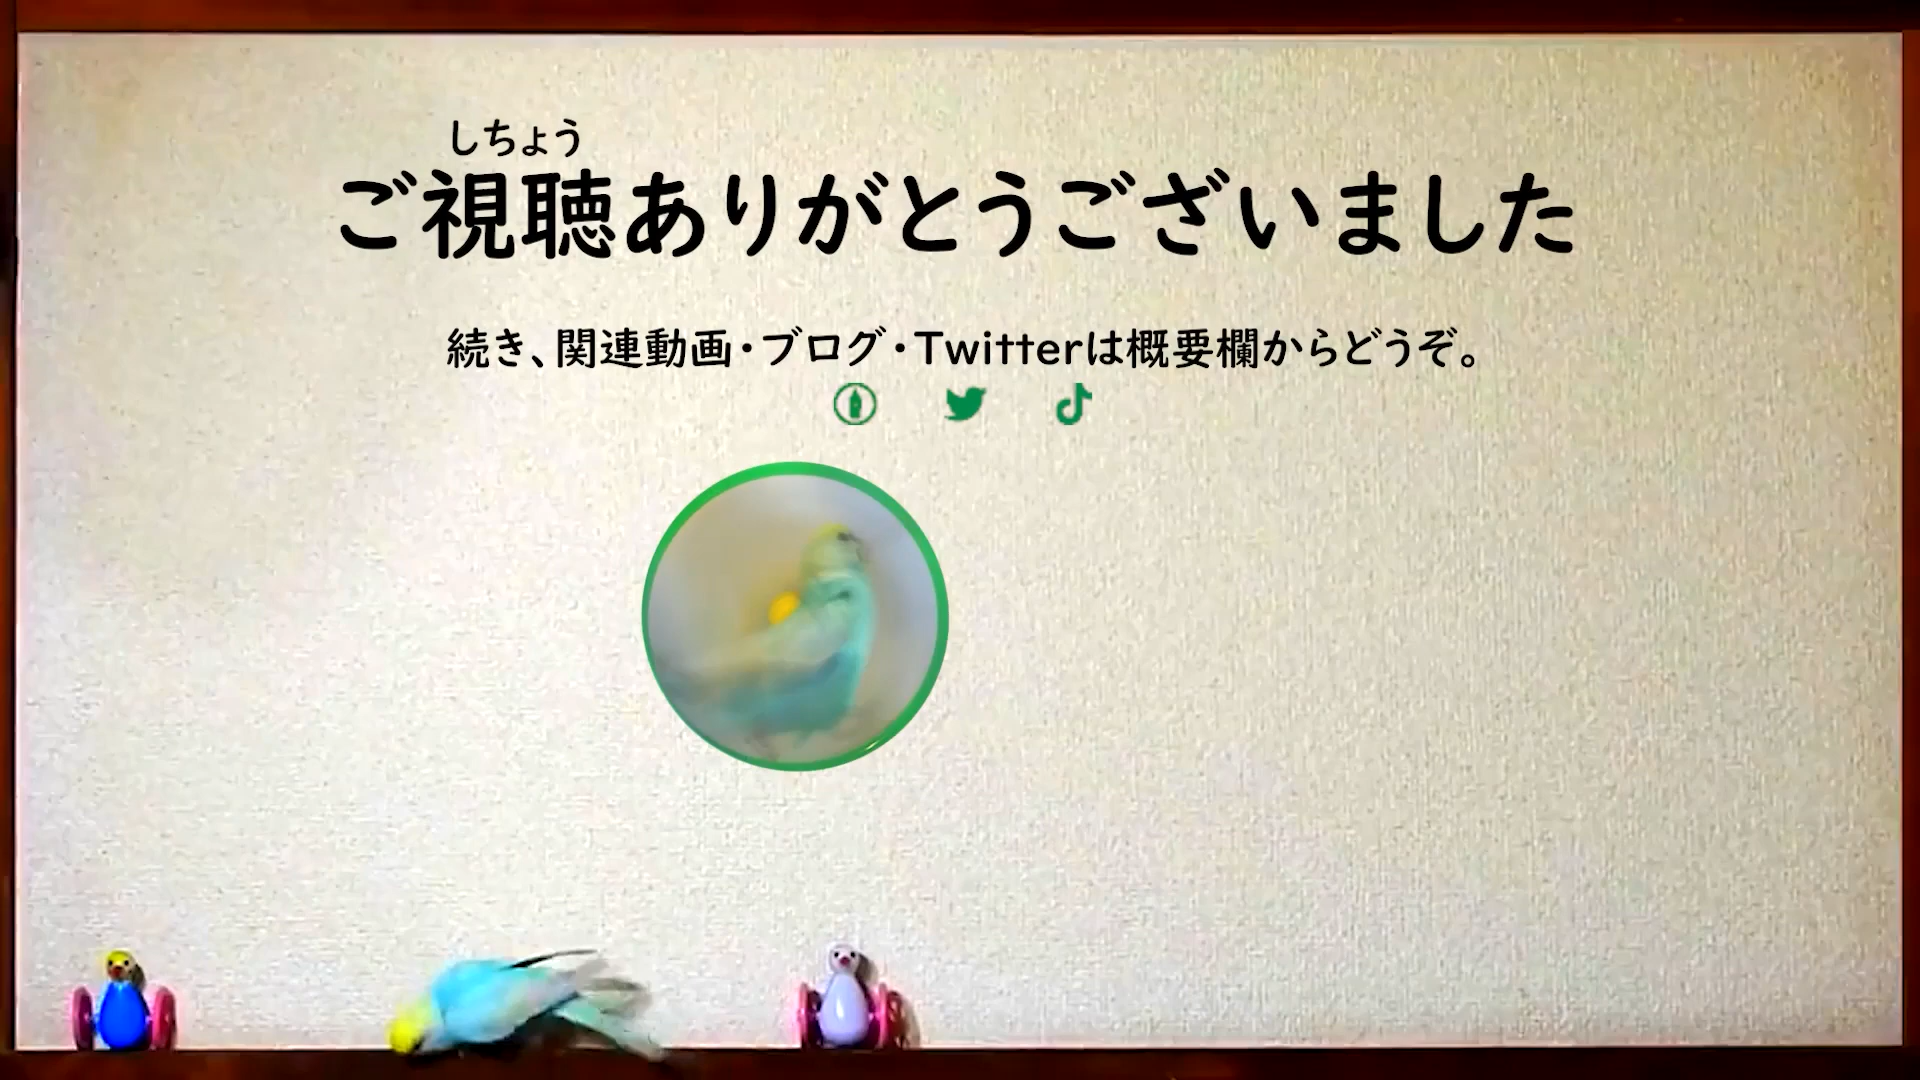 しちょう
ご視聴ありがとうございました
続き、関連動画・ブログ・Twitterは概要欄からどうぞ。